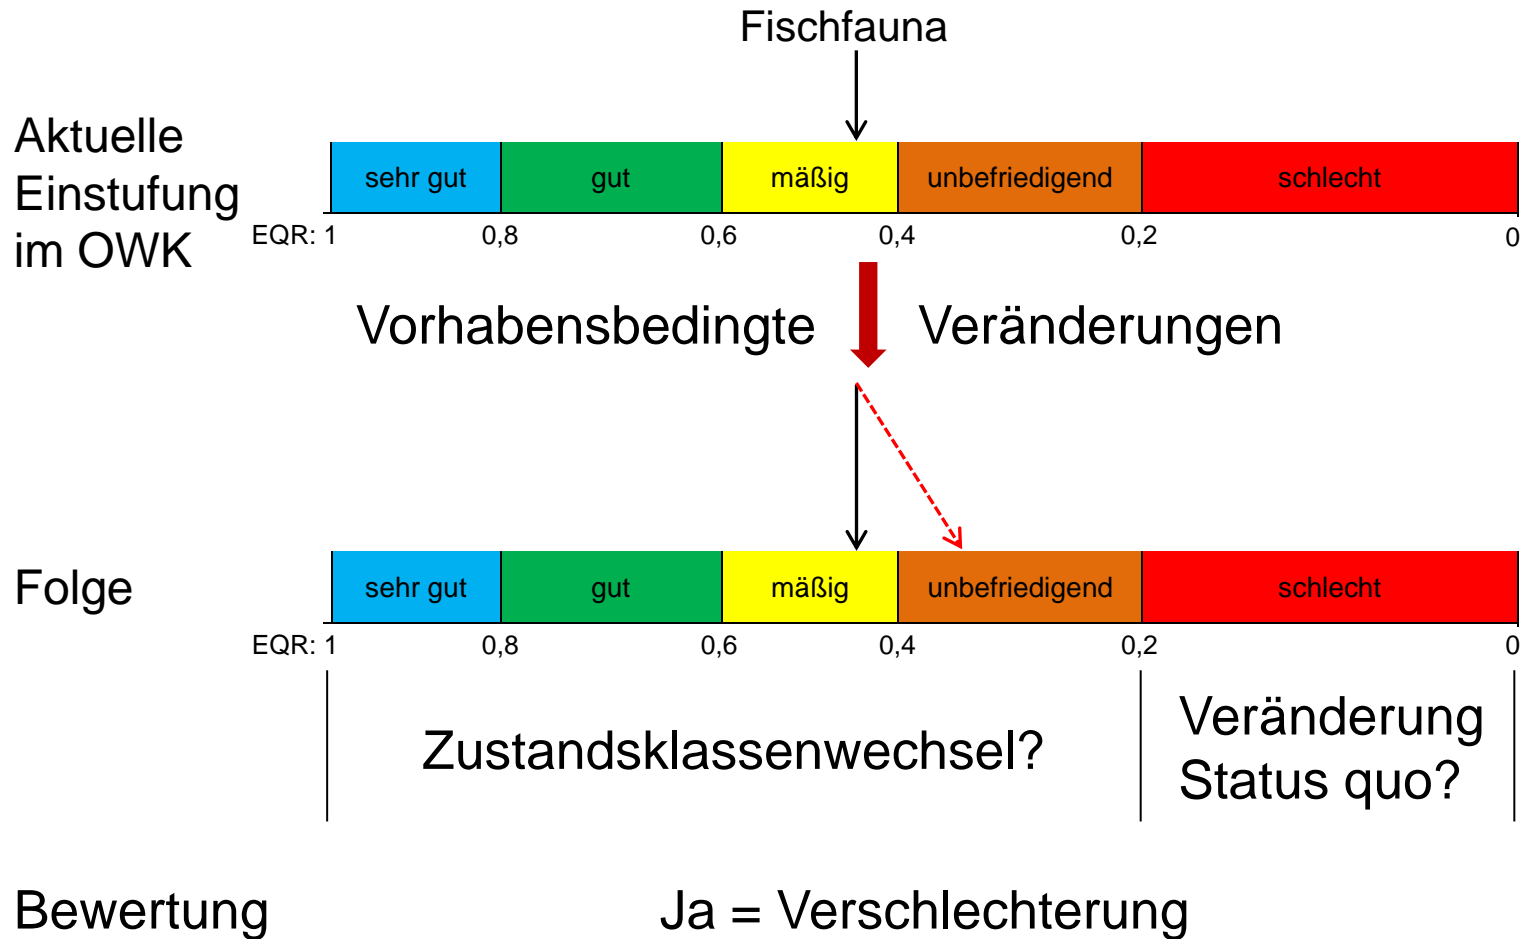 Fischfauna
Aktuelle
Einstufung
im OWK
sehr gut gut mäßig unbefriedigend schlecht
EQR: 1 0,8 0,6 0,4 0,2 0
Vorhabensbedingte Veränderungen
Folge
sehr gut gut mäßig unbefriedigend schlecht
EQR: 1 0,8 0,6 0,4 0,2 0
Zustandsklassenwechsel?
Veränderung
Status quo?
Bewertung
Ja = Verschlechterung